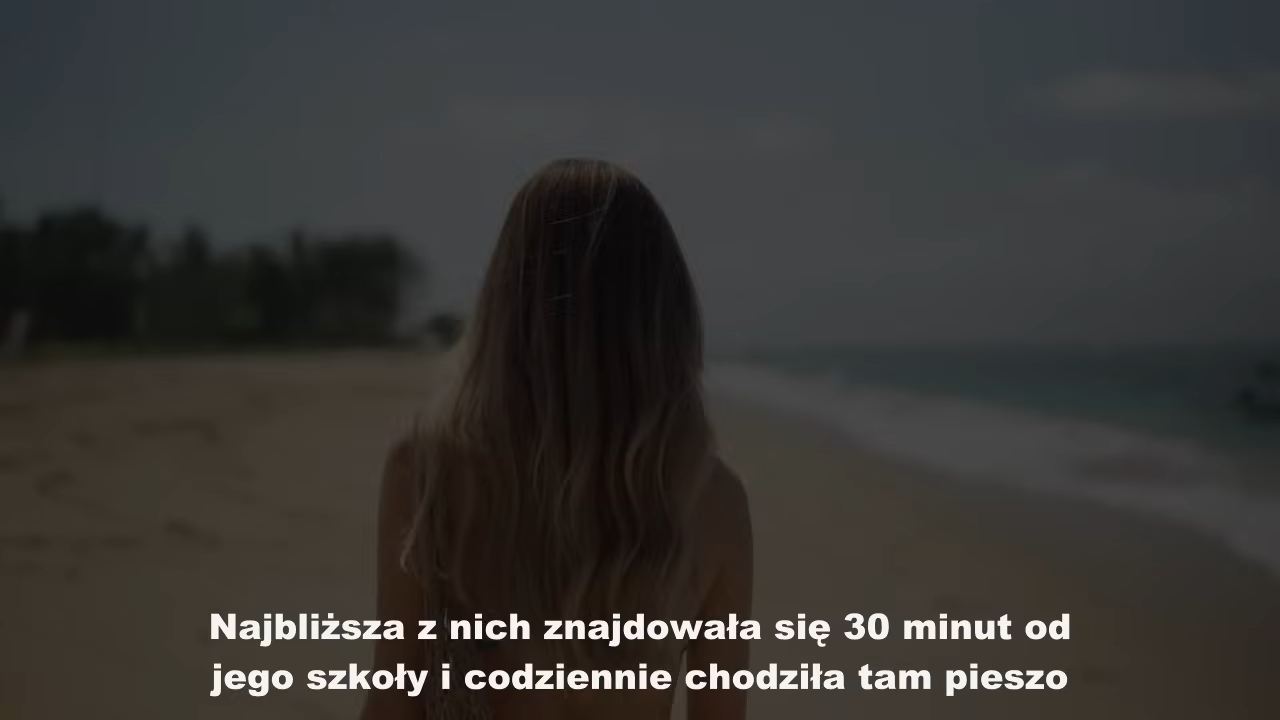 Najbliższa z nich znajdowała się 30 minut od
jego szkoły i codziennie chodziła tam pieszo